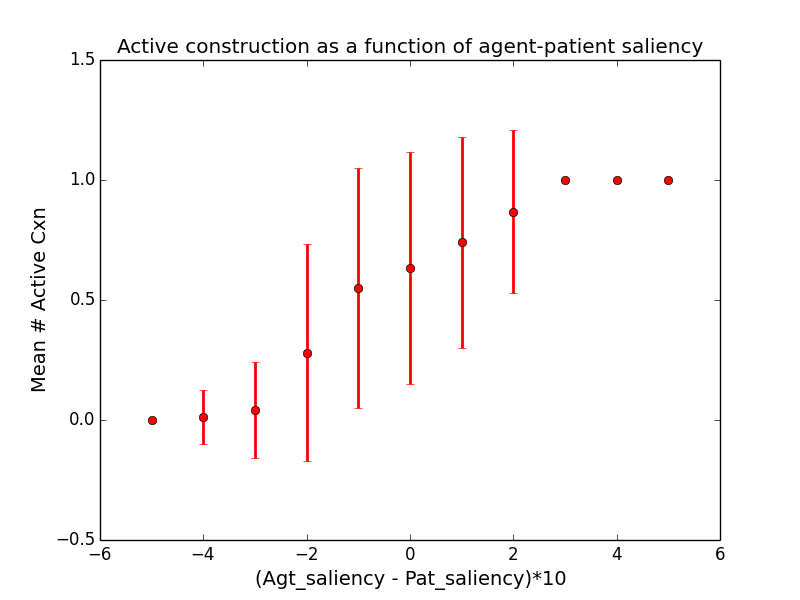 Active construction as a function of agent-patient saliency
1.5
1.0
0.5
0.0
−0.5
Mean # Active Cxn
−6 −4 −2 0 2 4 6
(Agt_saliency - Pat_saliency)*10